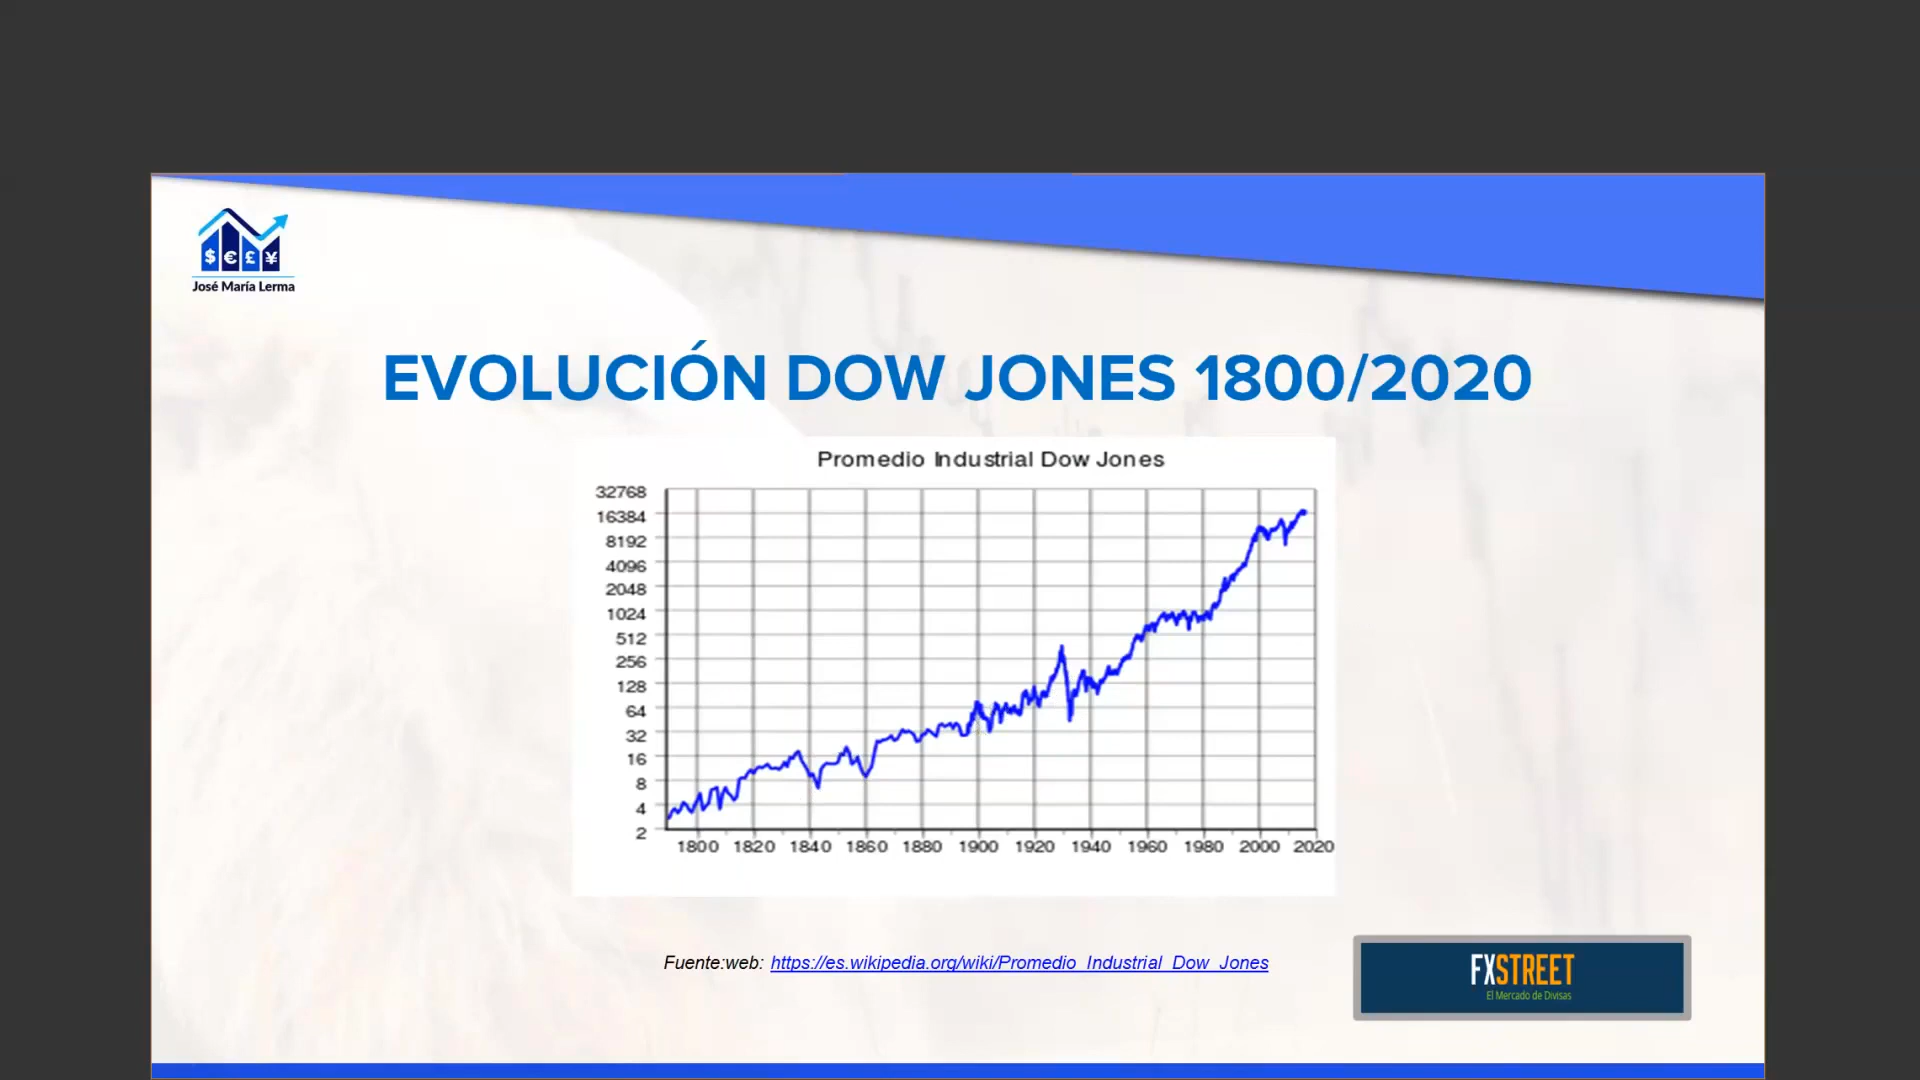 $ € £ ¥
José María Lerma
EVOLUCIÓN DOW JONES 1800/2020
Promedio Industrial Dow Jones
32768
16384
8192
4096
2048
1024
512
256
128
64
32
16
8
4
2
1800 1820 1840 1860 1880 1900 1920 1940 1960 1980 2000 2020
Fuente:web: https://es.wikipedia.org/wiki/Promedio_Industrial_Dow_Jones
FXSTREET
El Mercado de Divisas